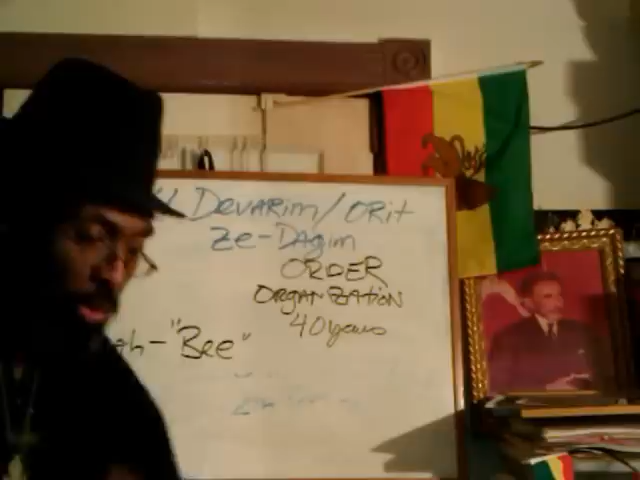 Devarim/Orit
Ze-Dagim
ORDER
ORGANIZATION
40 years
-"Bee"